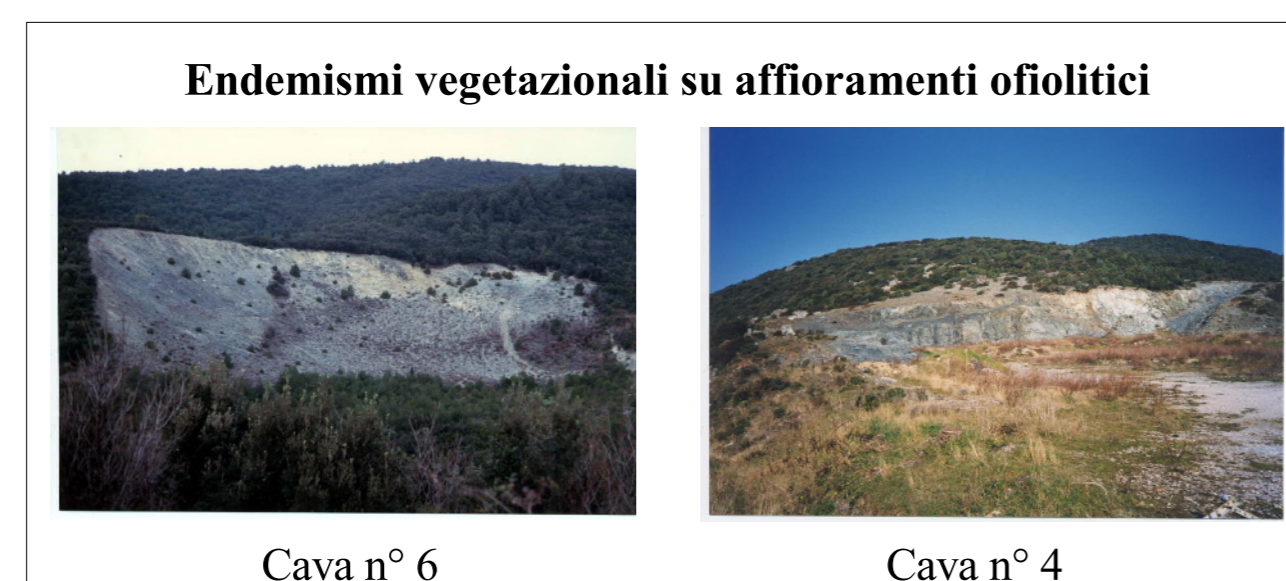 Endemismi vegetazionali su affioramenti ofiolitici
Cava n° 6
Cava n° 4